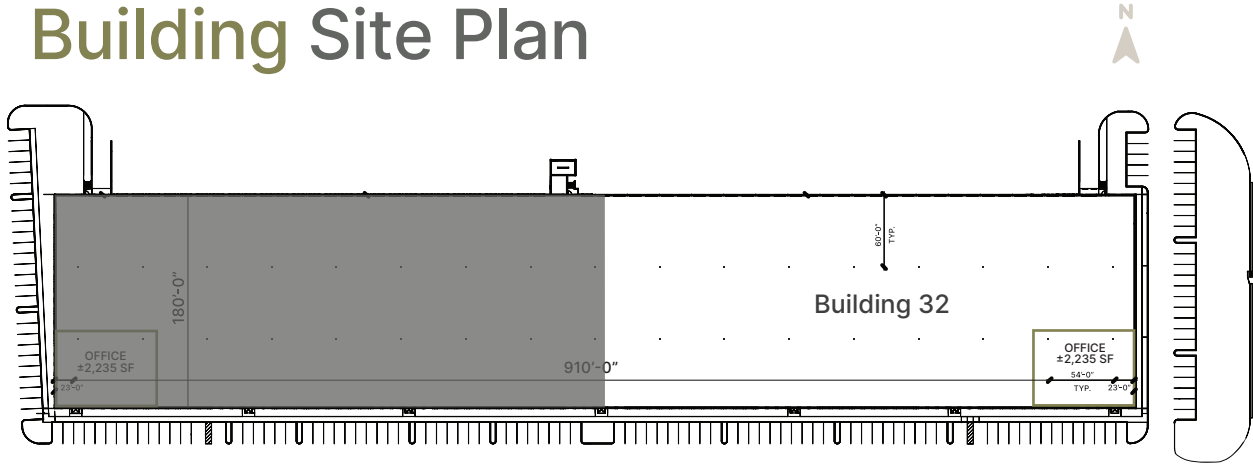 Building Site Plan
N
60'-0"
TYP.
180'-0"
Building 32
OFFICE
±2,235 SF
23'-0"
910'-0"
OFFICE
±2,235 SF
54'-0"
TYP.
23'-0"